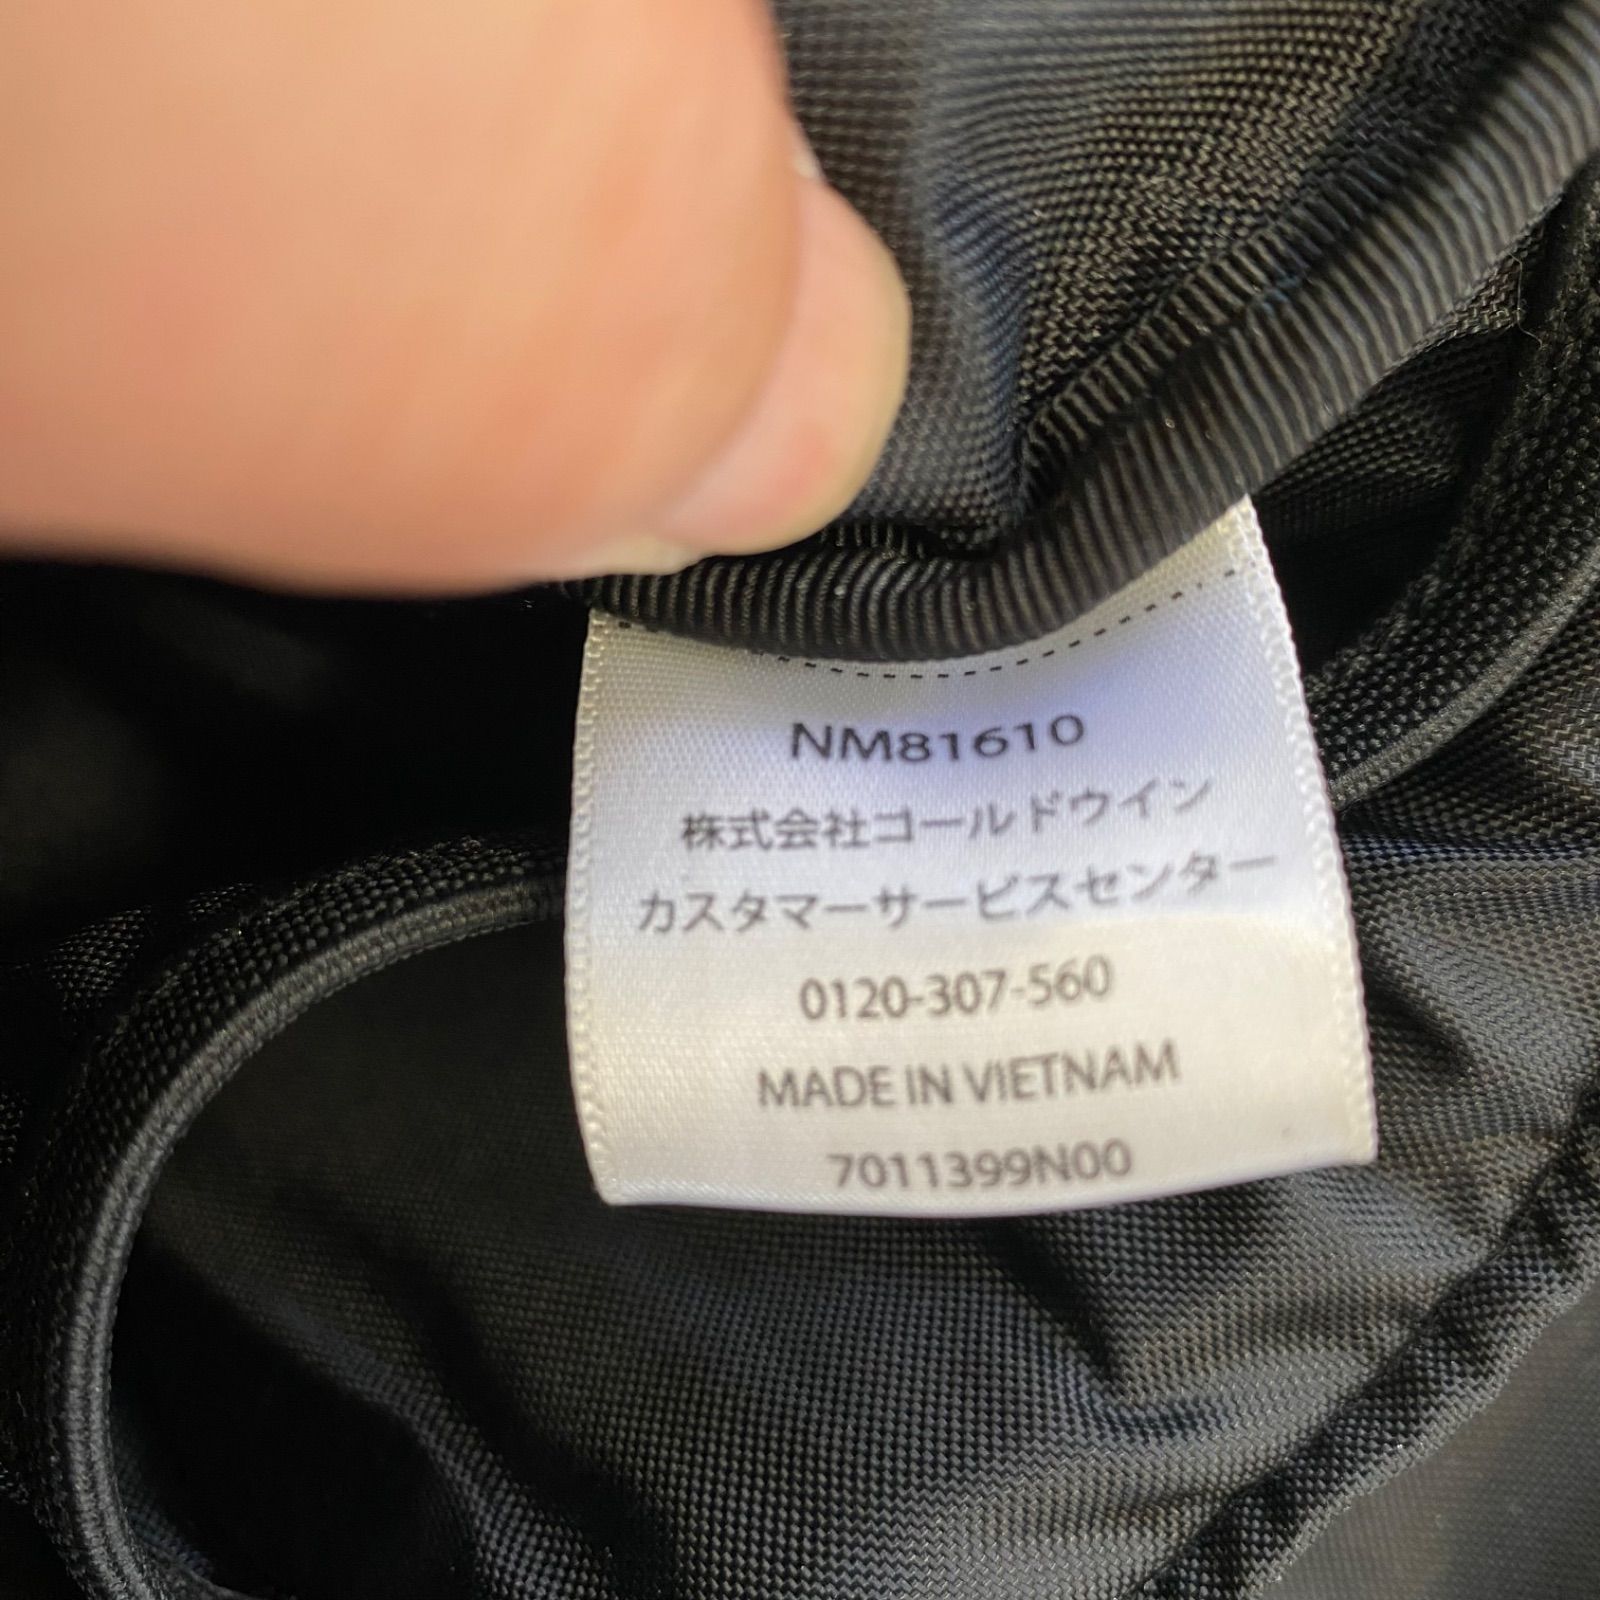 NM81610
株式会社ゴールドウイン
カスタマーサービスセンター
0120-307-560
MADE IN VIETNAM
7011399N00